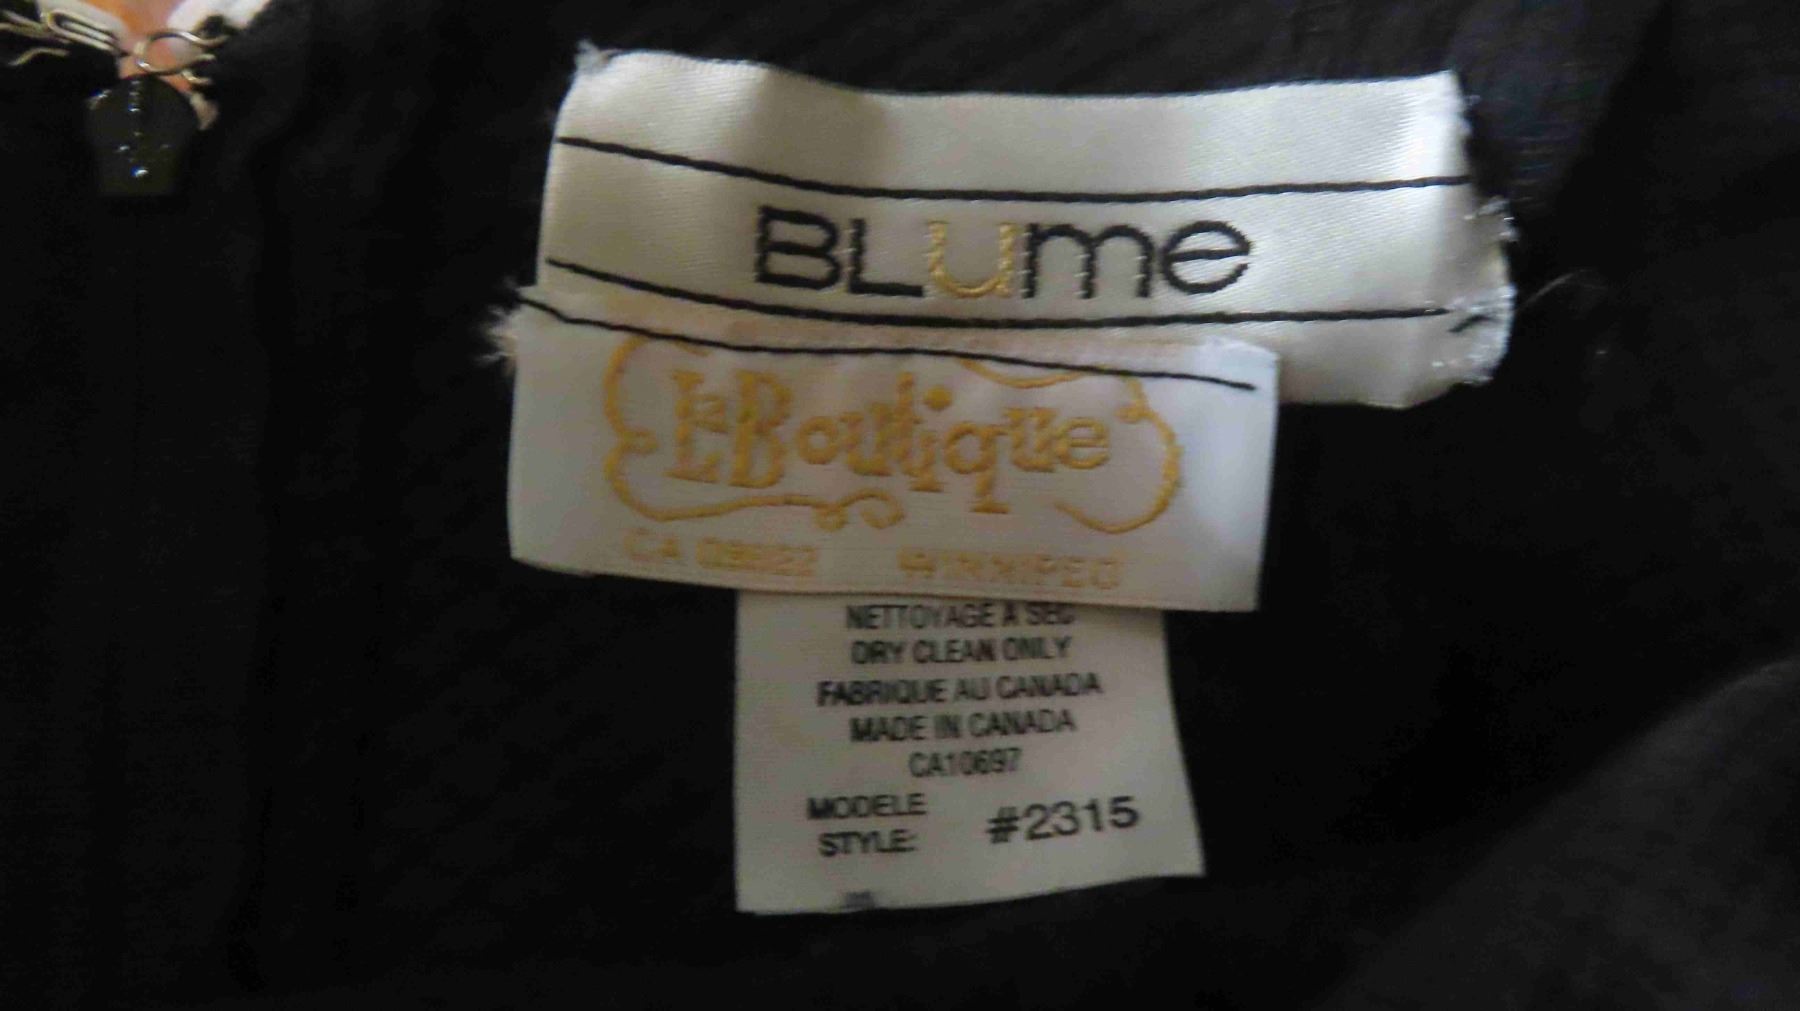 BLume
La Boutique
CA 09622 WINNIPEG
NETTOYAGE A SEC
DRY CLEAN ONLY
FABRIQUE AU CANADA
MADE IN CANADA
CA10697
MODELE
STYLE: #2315